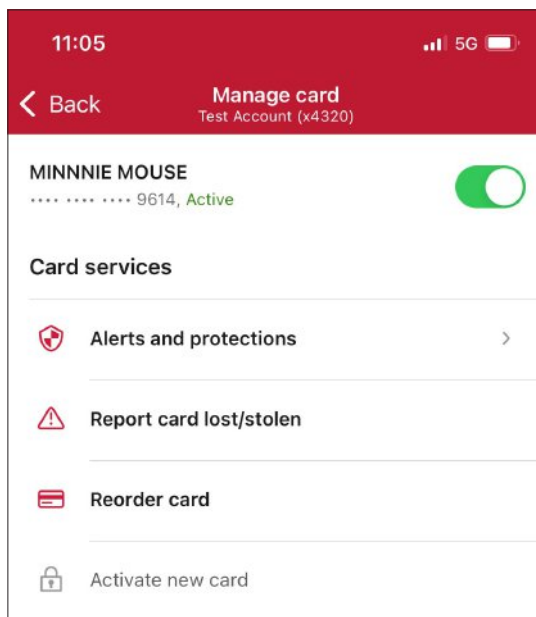 11:05
5G
Back
Manage card
Test Account (x4320)
MINNNIE MOUSE
•••• •••• •••• 9614, Active
Card services
Alerts and protections
Report card lost/stolen
Reorder card
Activate new card